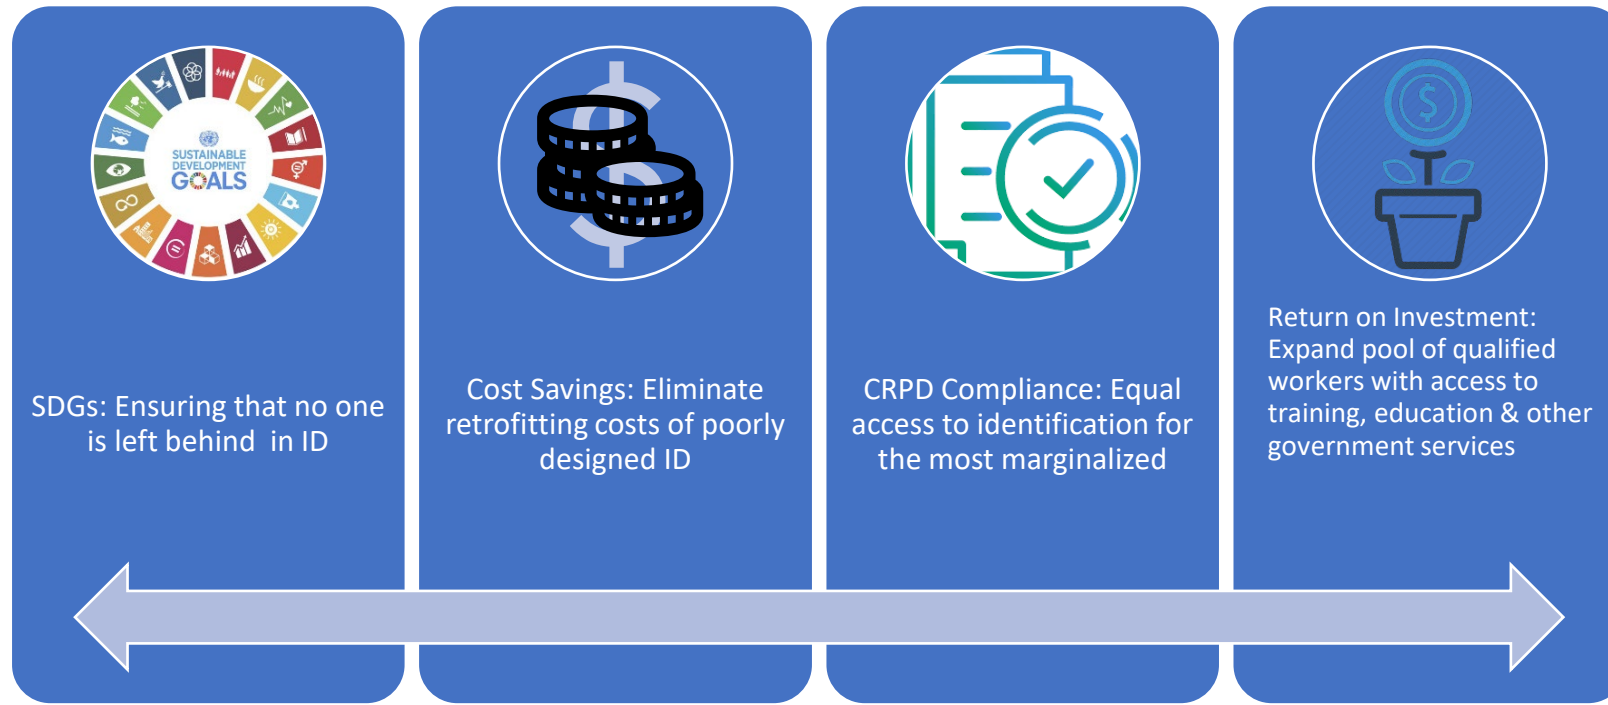 SUSTAINABLE
DEVELOPMENT
GOALS
SDGs: Ensuring that no one
is left behind  in ID
Cost Savings: Eliminate
retrofitting costs of poorly
designed ID
CRPD Compliance: Equal
access to identification for
the most marginalized
Return on Investment:
Expand pool of qualified
workers with access to
training, education & other
government services